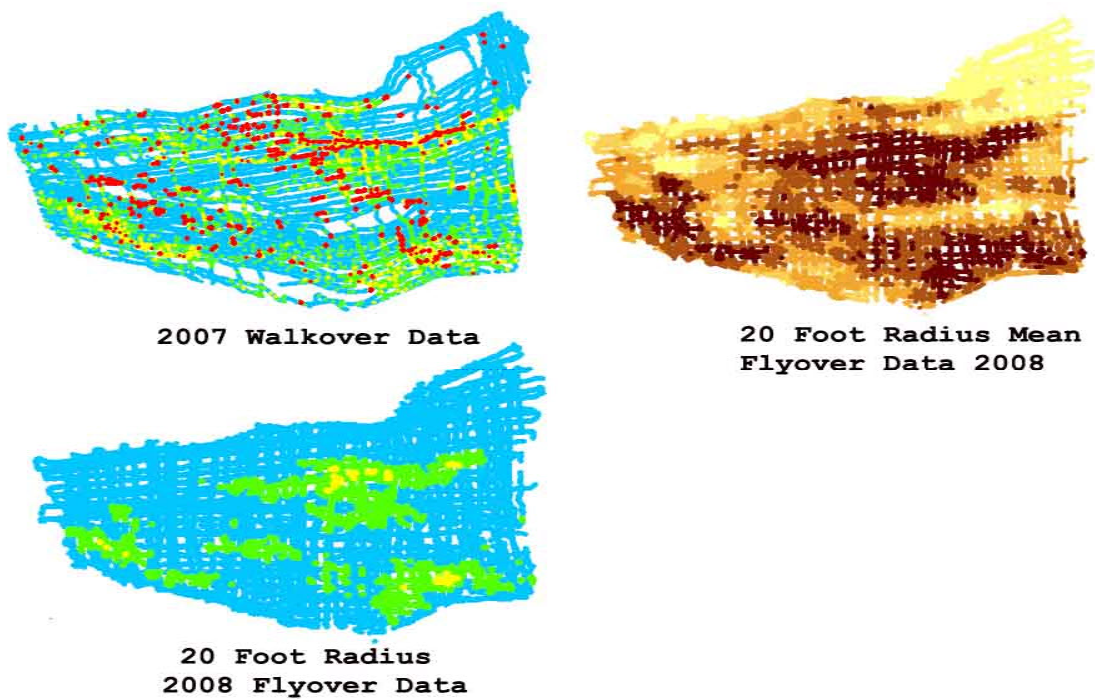 2007 Walkover Data
20 Foot Radius Mean
Flyover Data 2008
20 Foot Radius
2008 Flyover Data